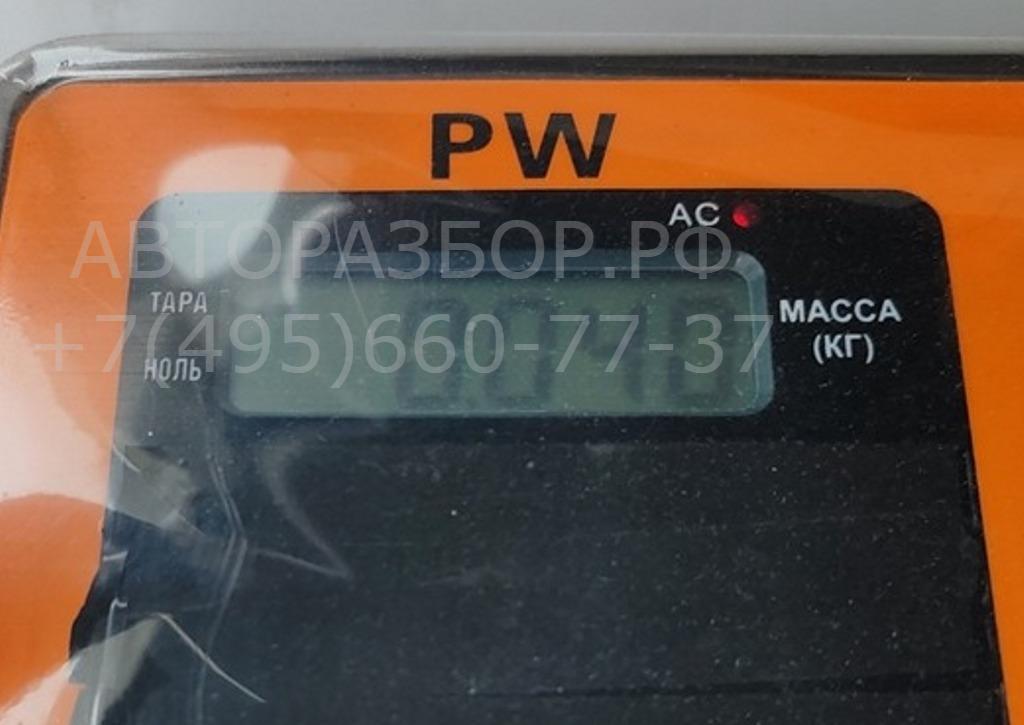 PW
AC
АВТОРАЗБОР.РФ
ТАРА
МАССА
+7(495)660-77-37
(КГ)
НОЛЬ